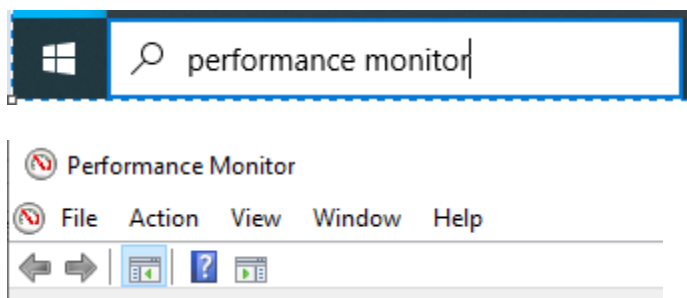 performance monitor
Performance Monitor
File Action View Window Help
?